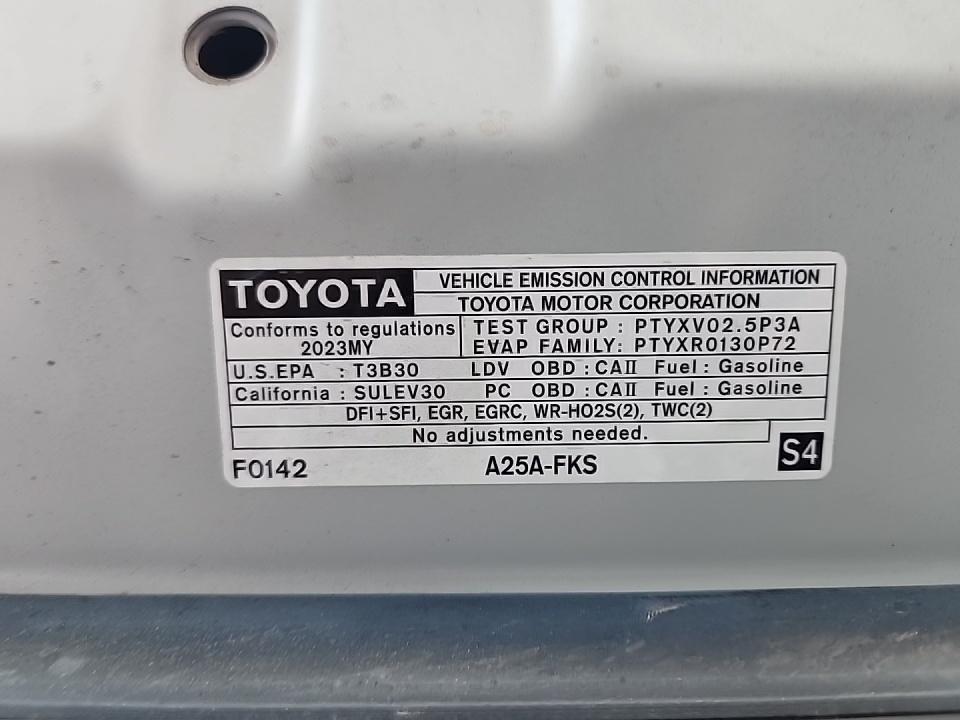 TOYOTA
VEHICLE EMISSION CONTROL INFORMATION
TOYOTA MOTOR CORPORATION
Conforms to regulations
2023MY
TEST GROUP : PTYXV02.5P3A
EVAP FAMILY: PTYXR0130P72
U.S.EPA : T3B30 LDV OBD : CAII Fuel : Gasoline
California : SULEV30 PC OBD : CAII Fuel : Gasoline
DFI+SFI, EGR, EGRC, WR-HO2S(2), TWC(2)
No adjustments needed.
F0142 A25A-FKS S4